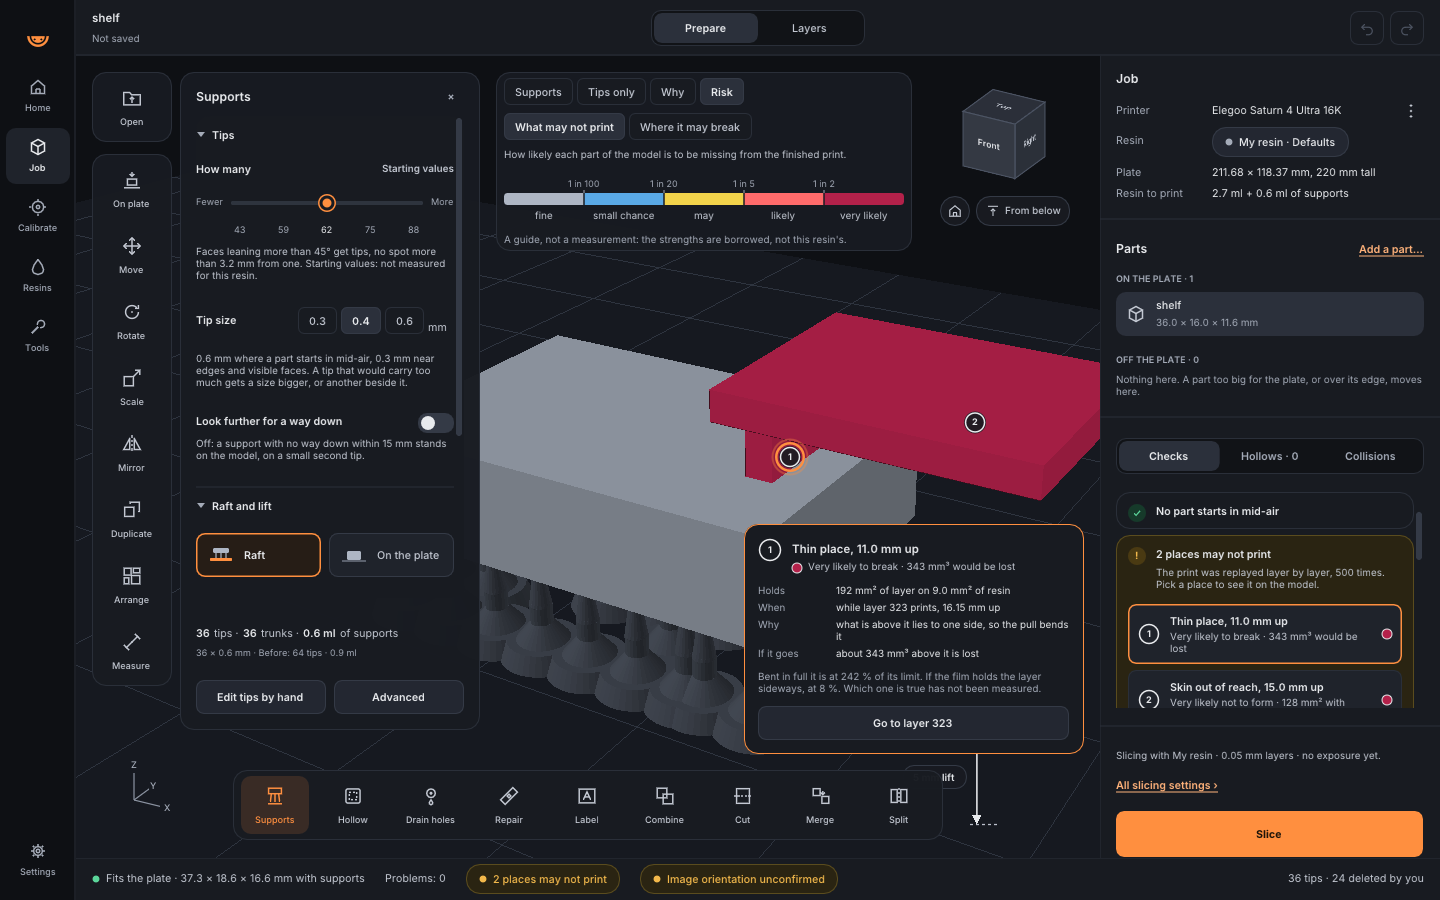 shelf
Not saved
Prepare
Layers
Home
Job
Calibrate
Resins
Tools
Settings
Open
On plate
Move
Rotate
Scale
Mirror
Duplicate
Arrange
Measure
Supports
×
Tips
How many
Starting values
Fewer
More
43 59 62 75 88
Faces leaning more than 45° get tips, no spot more
than 3.2 mm from one. Starting values: not measured
for this resin.
Tip size
0.3
0.4
0.6
mm
0.6 mm where a part starts in mid-air, 0.3 mm near
edges and visible faces. A tip that would carry too
much gets a size bigger, or another beside it.
Look further for a way down
Off: a support with no way down within 15 mm stands
on the model, on a small second tip.
Raft and lift
Raft
On the plate
36 tips · 36 trunks · 0.6 ml of supports
36 × 0.6 mm · Before: 64 tips · 0.9 ml
Edit tips by hand
Advanced
Supports
Tips only
Why
Risk
What may not print
Where it may break
How likely each part of the model is to be missing from the finished print.
1 in 100
1 in 20
1 in 5
1 in 2
fine
small chance
may
likely
very likely
A guide, not a measurement: the strengths are borrowed, not this resin's.
Top
Front
Right
From below
1
2
1
Thin place, 11.0 mm up
Very likely to break · 343 mm³ would be lost
Holds
192 mm² of layer on 9.0 mm² of resin
When
while layer 323 prints, 16.15 mm up
Why
what is above it lies to one side, so the pull bends
it
If it goes
about 343 mm³ above it is lost
Bent in full it is at 242 % of its limit. If the film holds the layer
sideways, at 8 %. Which one is true has not been measured.
Go to layer 323
lift
Z
Y
X
Supports
Hollow
Drain holes
Repair
Label
Combine
Cut
Merge
Split
Job
Printer
Elegoo Saturn 4 Ultra 16K
Resin
My resin · Defaults
Plate
211.68 × 118.37 mm, 220 mm tall
Resin to print
2.7 ml + 0.6 ml of supports
Parts
Add a part...
ON THE PLATE · 1
shelf
36.0 × 16.0 × 11.6 mm
OFF THE PLATE · 0
Nothing here. A part too big for the plate, or over its edge, moves
here.
Checks
Hollows · 0
Collisions
No part starts in mid-air
2 places may not print
The print was replayed layer by layer, 500 times.
Pick a place to see it on the model.
1
Thin place, 11.0 mm up
Very likely to break · 343 mm³ would be
lost
2
Skin out of reach, 15.0 mm up
Very likely not to form · 128 mm² with
Slicing with My resin · 0.05 mm layers · no exposure yet.
All slicing settings ›
Slice
Fits the plate · 37.3 × 18.6 × 16.6 mm with supports
Problems: 0
2 places may not print
Image orientation unconfirmed
36 tips · 24 deleted by you